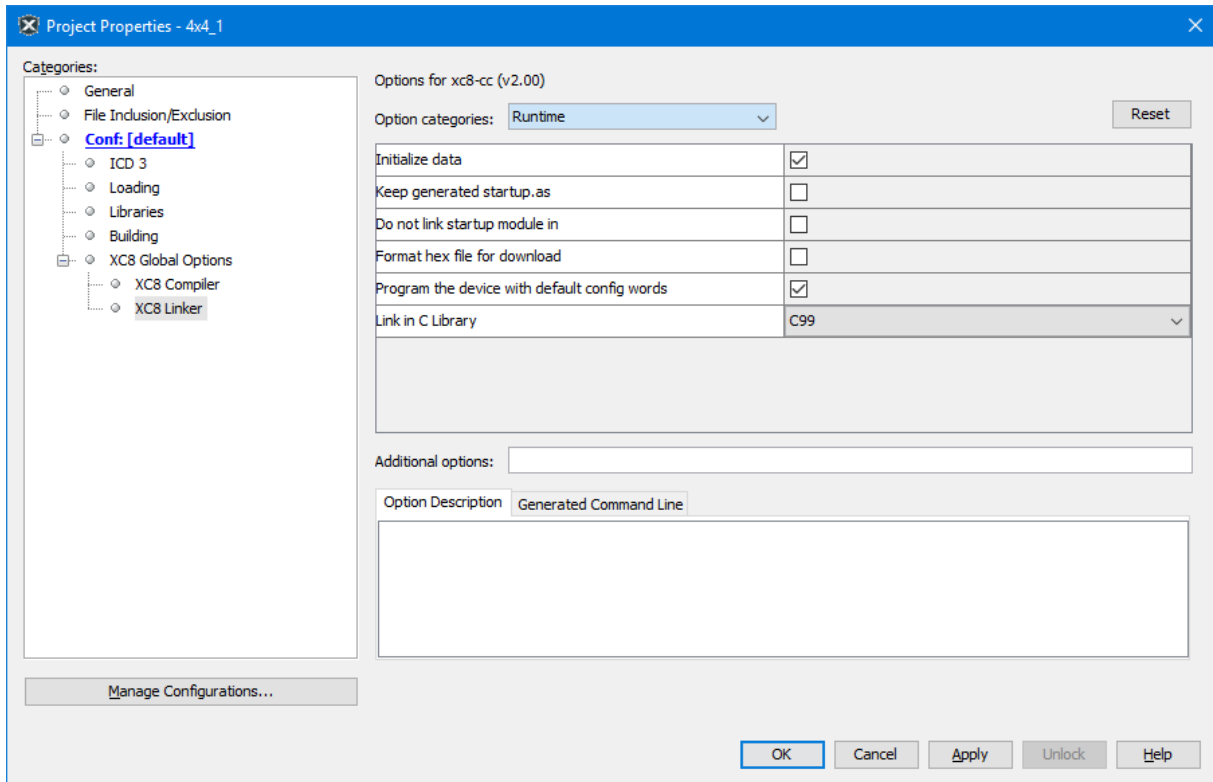 Project Properties - 4x4_1
Categories:
General
File Inclusion/Exclusion
Conf: [default]
ICD 3
Loading
Libraries
Building
XC8 Global Options
XC8 Compiler
XC8 Linker
Manage Configurations...
Options for xc8-cc (v2.00)
Option categories: Runtime Reset
Initialize data
Keep generated startup.as
Do not link startup module in
Format hex file for download
Program the device with default config words
Link in C Library C99
Additional options:
Option Description Generated Command Line
OK Cancel Apply Unlock Help